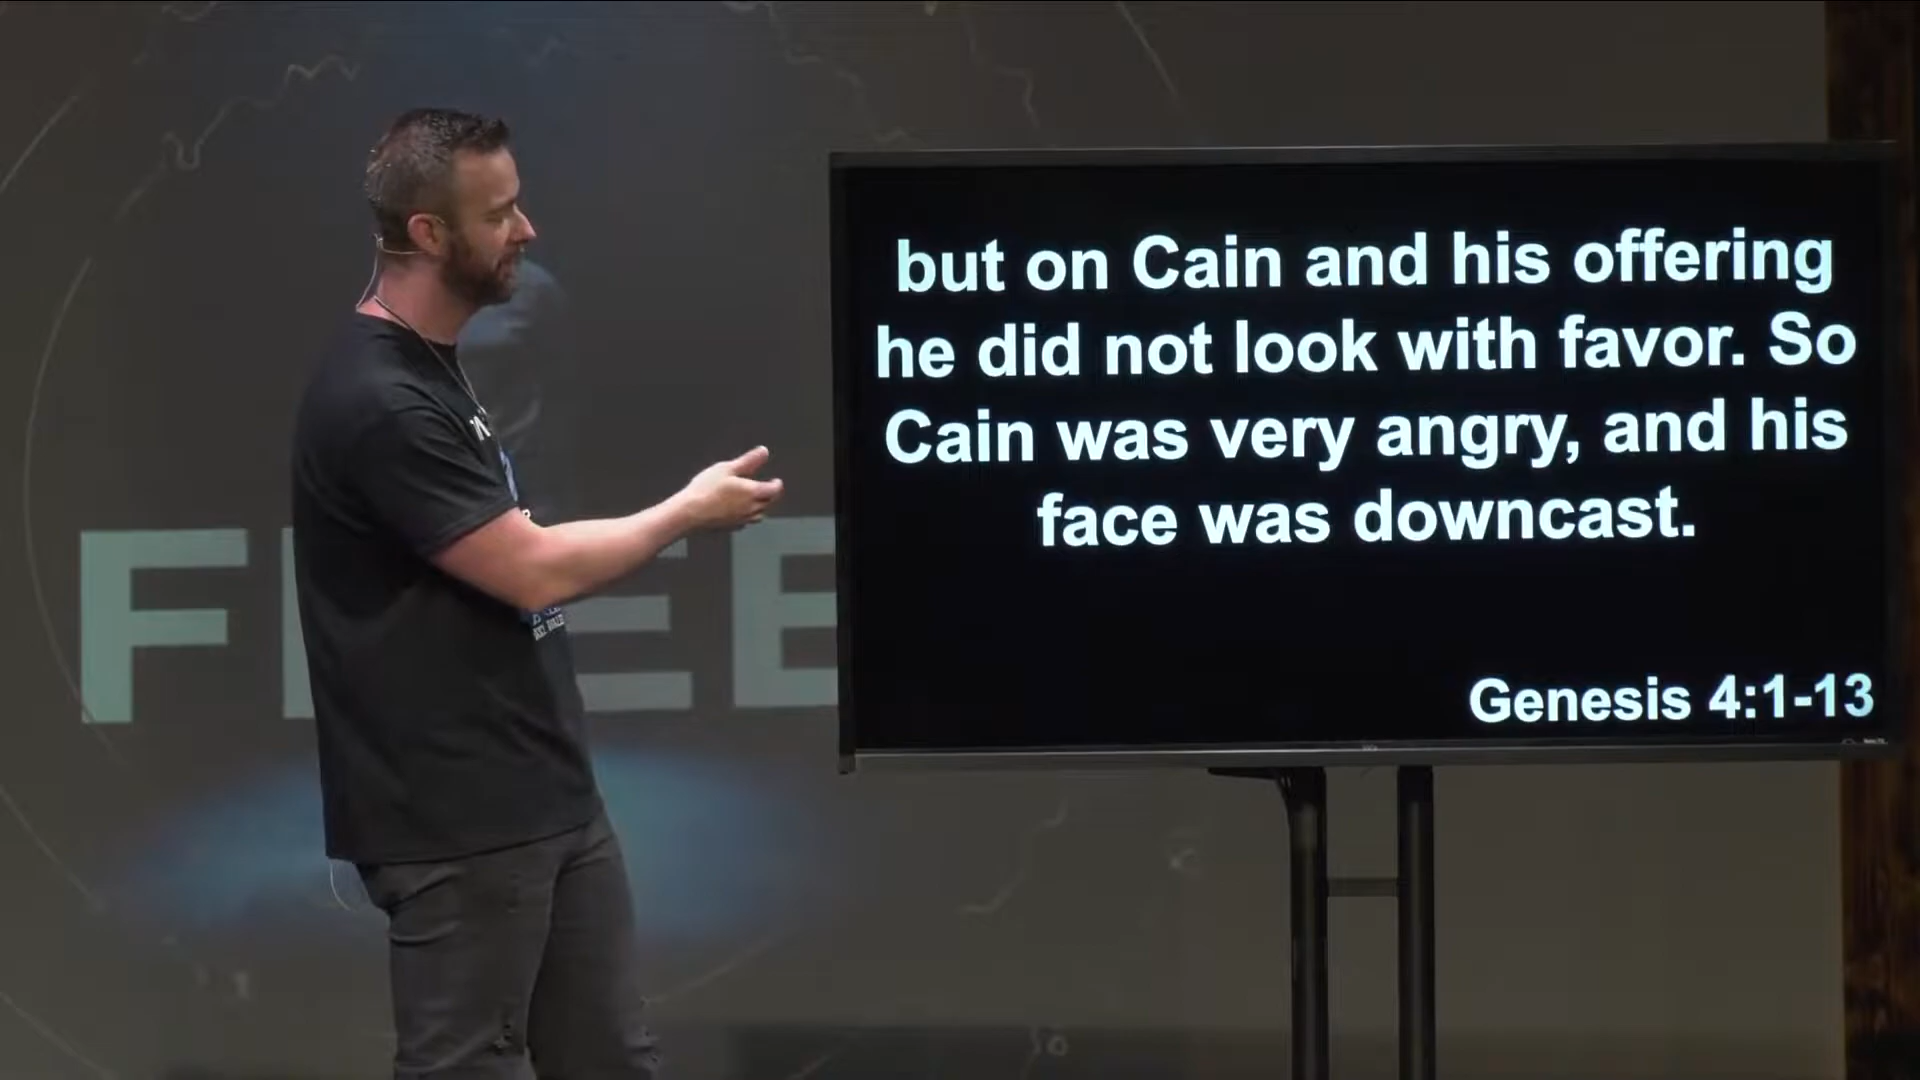 but on Cain and his offering
he did not look with favor. So
Cain was very angry, and his
face was downcast.
Genesis 4:1-13